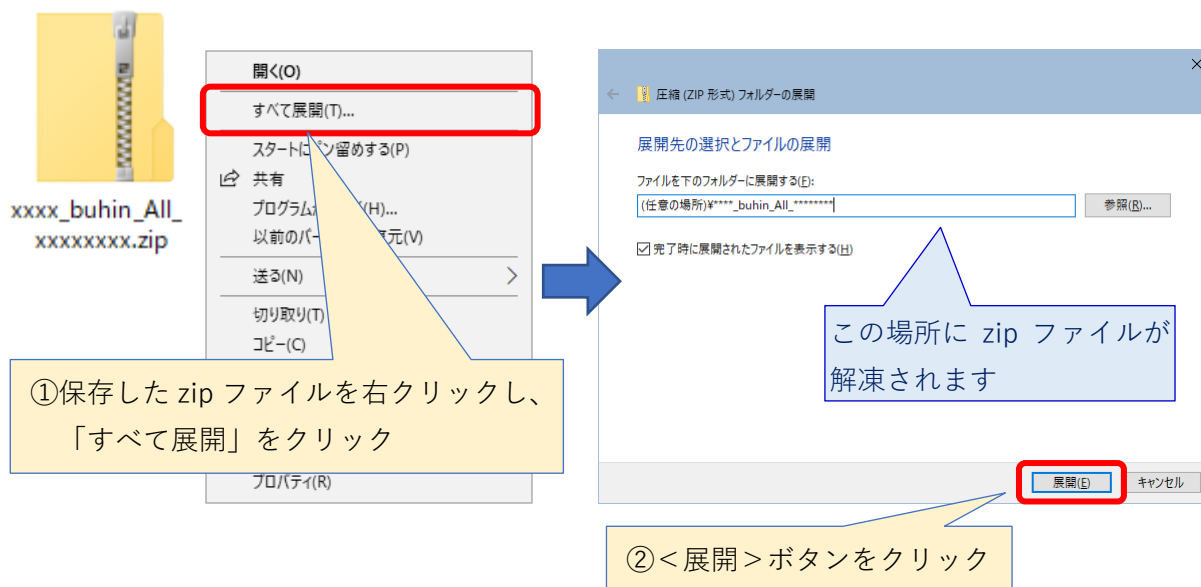 xxxx_buhin_All_
xxxxxxxx.zip
開く(O)
すべて展開(T)...
スタートにピン留めする(P)
共有
プログラムか (H)...
以前のバー 元(V)
送る(N)
切り取り(T)
コピー(C)
プロパティ(R)
①保存した zip ファイルを右クリックし、
「すべて展開」をクリック
圧縮 (ZIP 形式) フォルダーの展開
展開先の選択とファイルの展開
ファイルを下のフォルダーに展開する(F):
(任意の場所)¥****_buhin_All_********
参照(R)...
完了時に展開されたファイルを表示する(H)
この場所に zip ファイルが
解凍されます
展開(E)
キャンセル
②<展開>ボタンをクリック